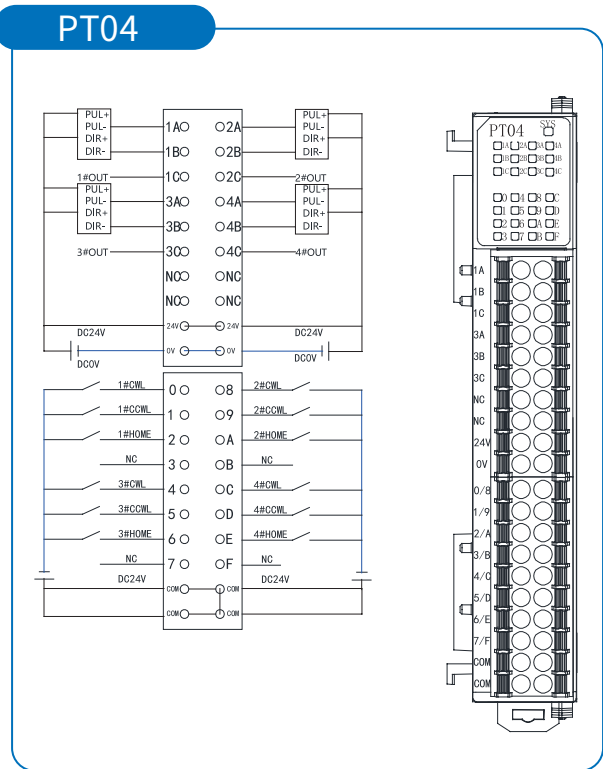 PT04
PUL+ PUL+
PUL- 1A 2A PUL-
DIR+ DIR+
DIR- 1B 2B DIR-
1#OUT 1C 2C 2#OUT
PUL+ PUL+
PUL- 3A 4A PUL-
DIR+ DIR+
DIR- 3B 4B DIR-
3#OUT 3C 4C 4#OUT
NC NC
NC NC
DC24V 24V 24V DC24V
DC0V 0V 0V DC0V
1#CWL 0 8 2#CWL
1#CCWL 1 9 2#CCWL
1#HOME 2 A 2#HOME
NC 3 B NC
3#CWL 4 C 4#CWL
3#CCWL 5 D 4#CCWL
3#HOME 6 E 4#HOME
NC 7 F NC
DC24V COM COM DC24V
COM COM
PT04 SYS
1A 2A 3A 4A
1B 2B 3B 4B
1C 2C 3C 4C
0 4 8 C
1 5 9 D
2 6 A E
3 7 B F
1A
1B
1C
3A
3B
3C
NC
NC
24V
0V
0/8
1/9
2/A
3/B
4/C
5/D
6/E
7/F
COM
COM